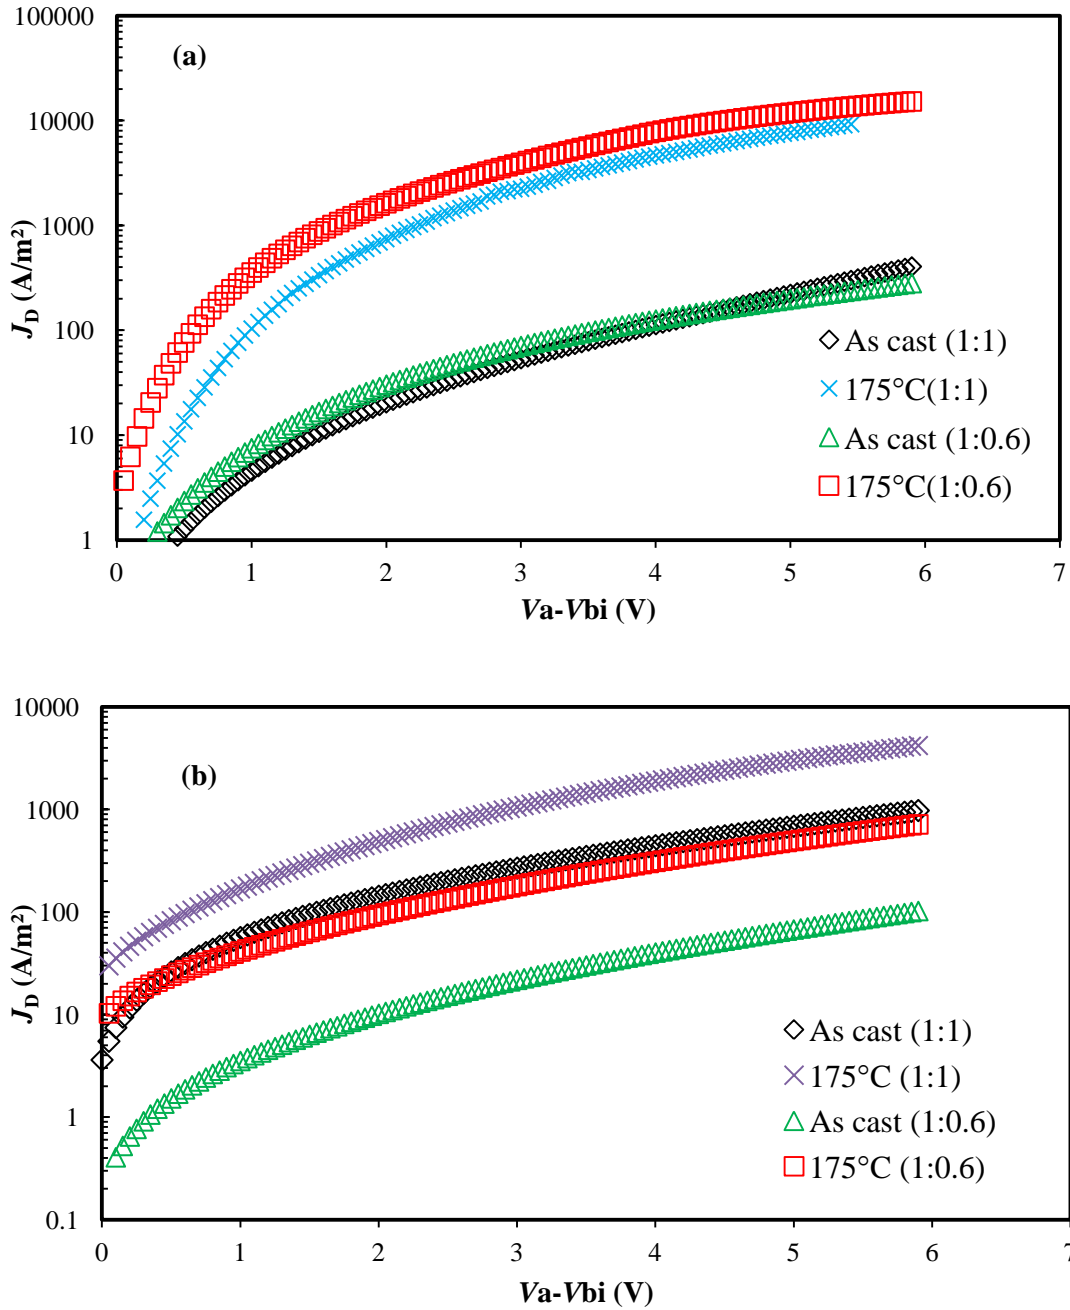 100000
(a)
10000
1000
100
10
1
J_D (A/m²)
As cast (1:1)
175°C(1:1)
As cast (1:0.6)
175°C(1:0.6)
0 1 2 3 4 5 6 7
Va-Vbi (V)
10000
(b)
1000
100
10
1
0.1
J_D (A/m²)
As cast (1:1)
175°C (1:1)
As cast (1:0.6)
175°C (1:0.6)
0 1 2 3 4 5 6 7
Va-Vbi (V)